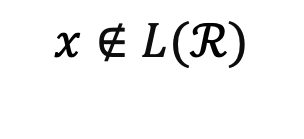 𝑥 ∉ 𝐿(ℛ)